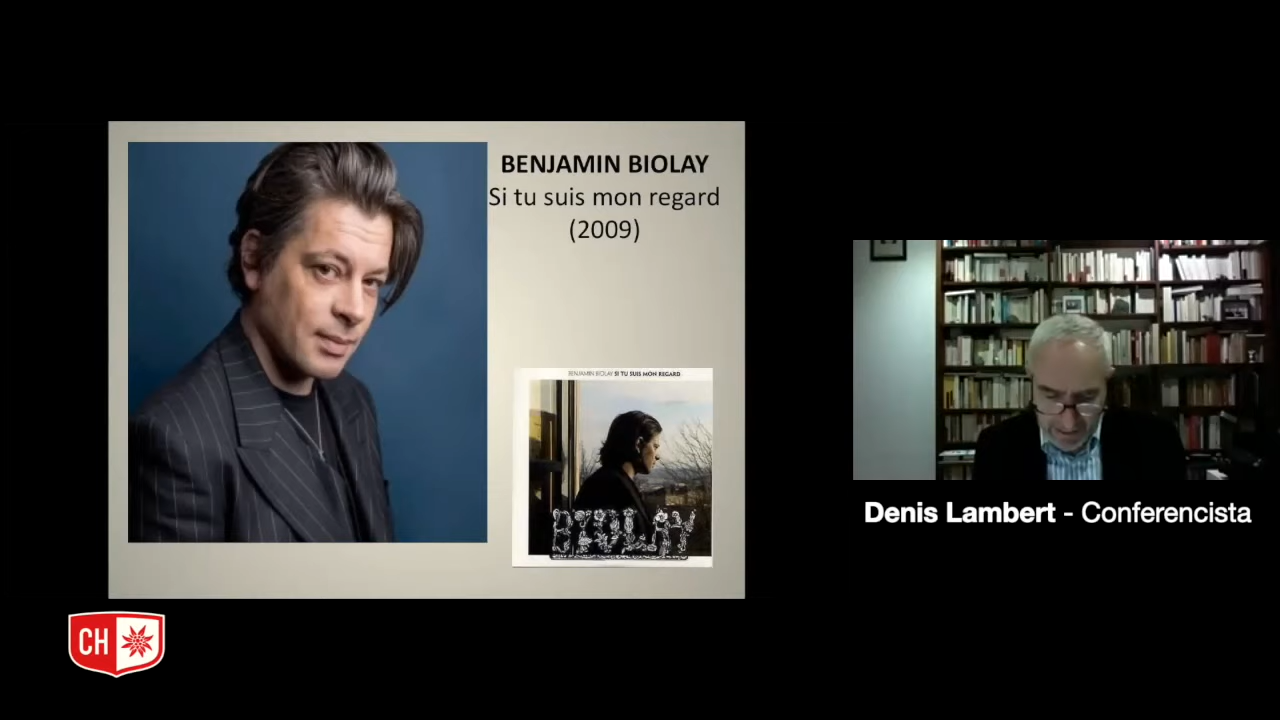 BENJAMIN BIOLAY
Si tu suis mon regard
(2009)
BENJAMIN BIOLAY SI TU SUIS MON REGARD
BIOLAY
Denis Lambert - Conferencista
CH